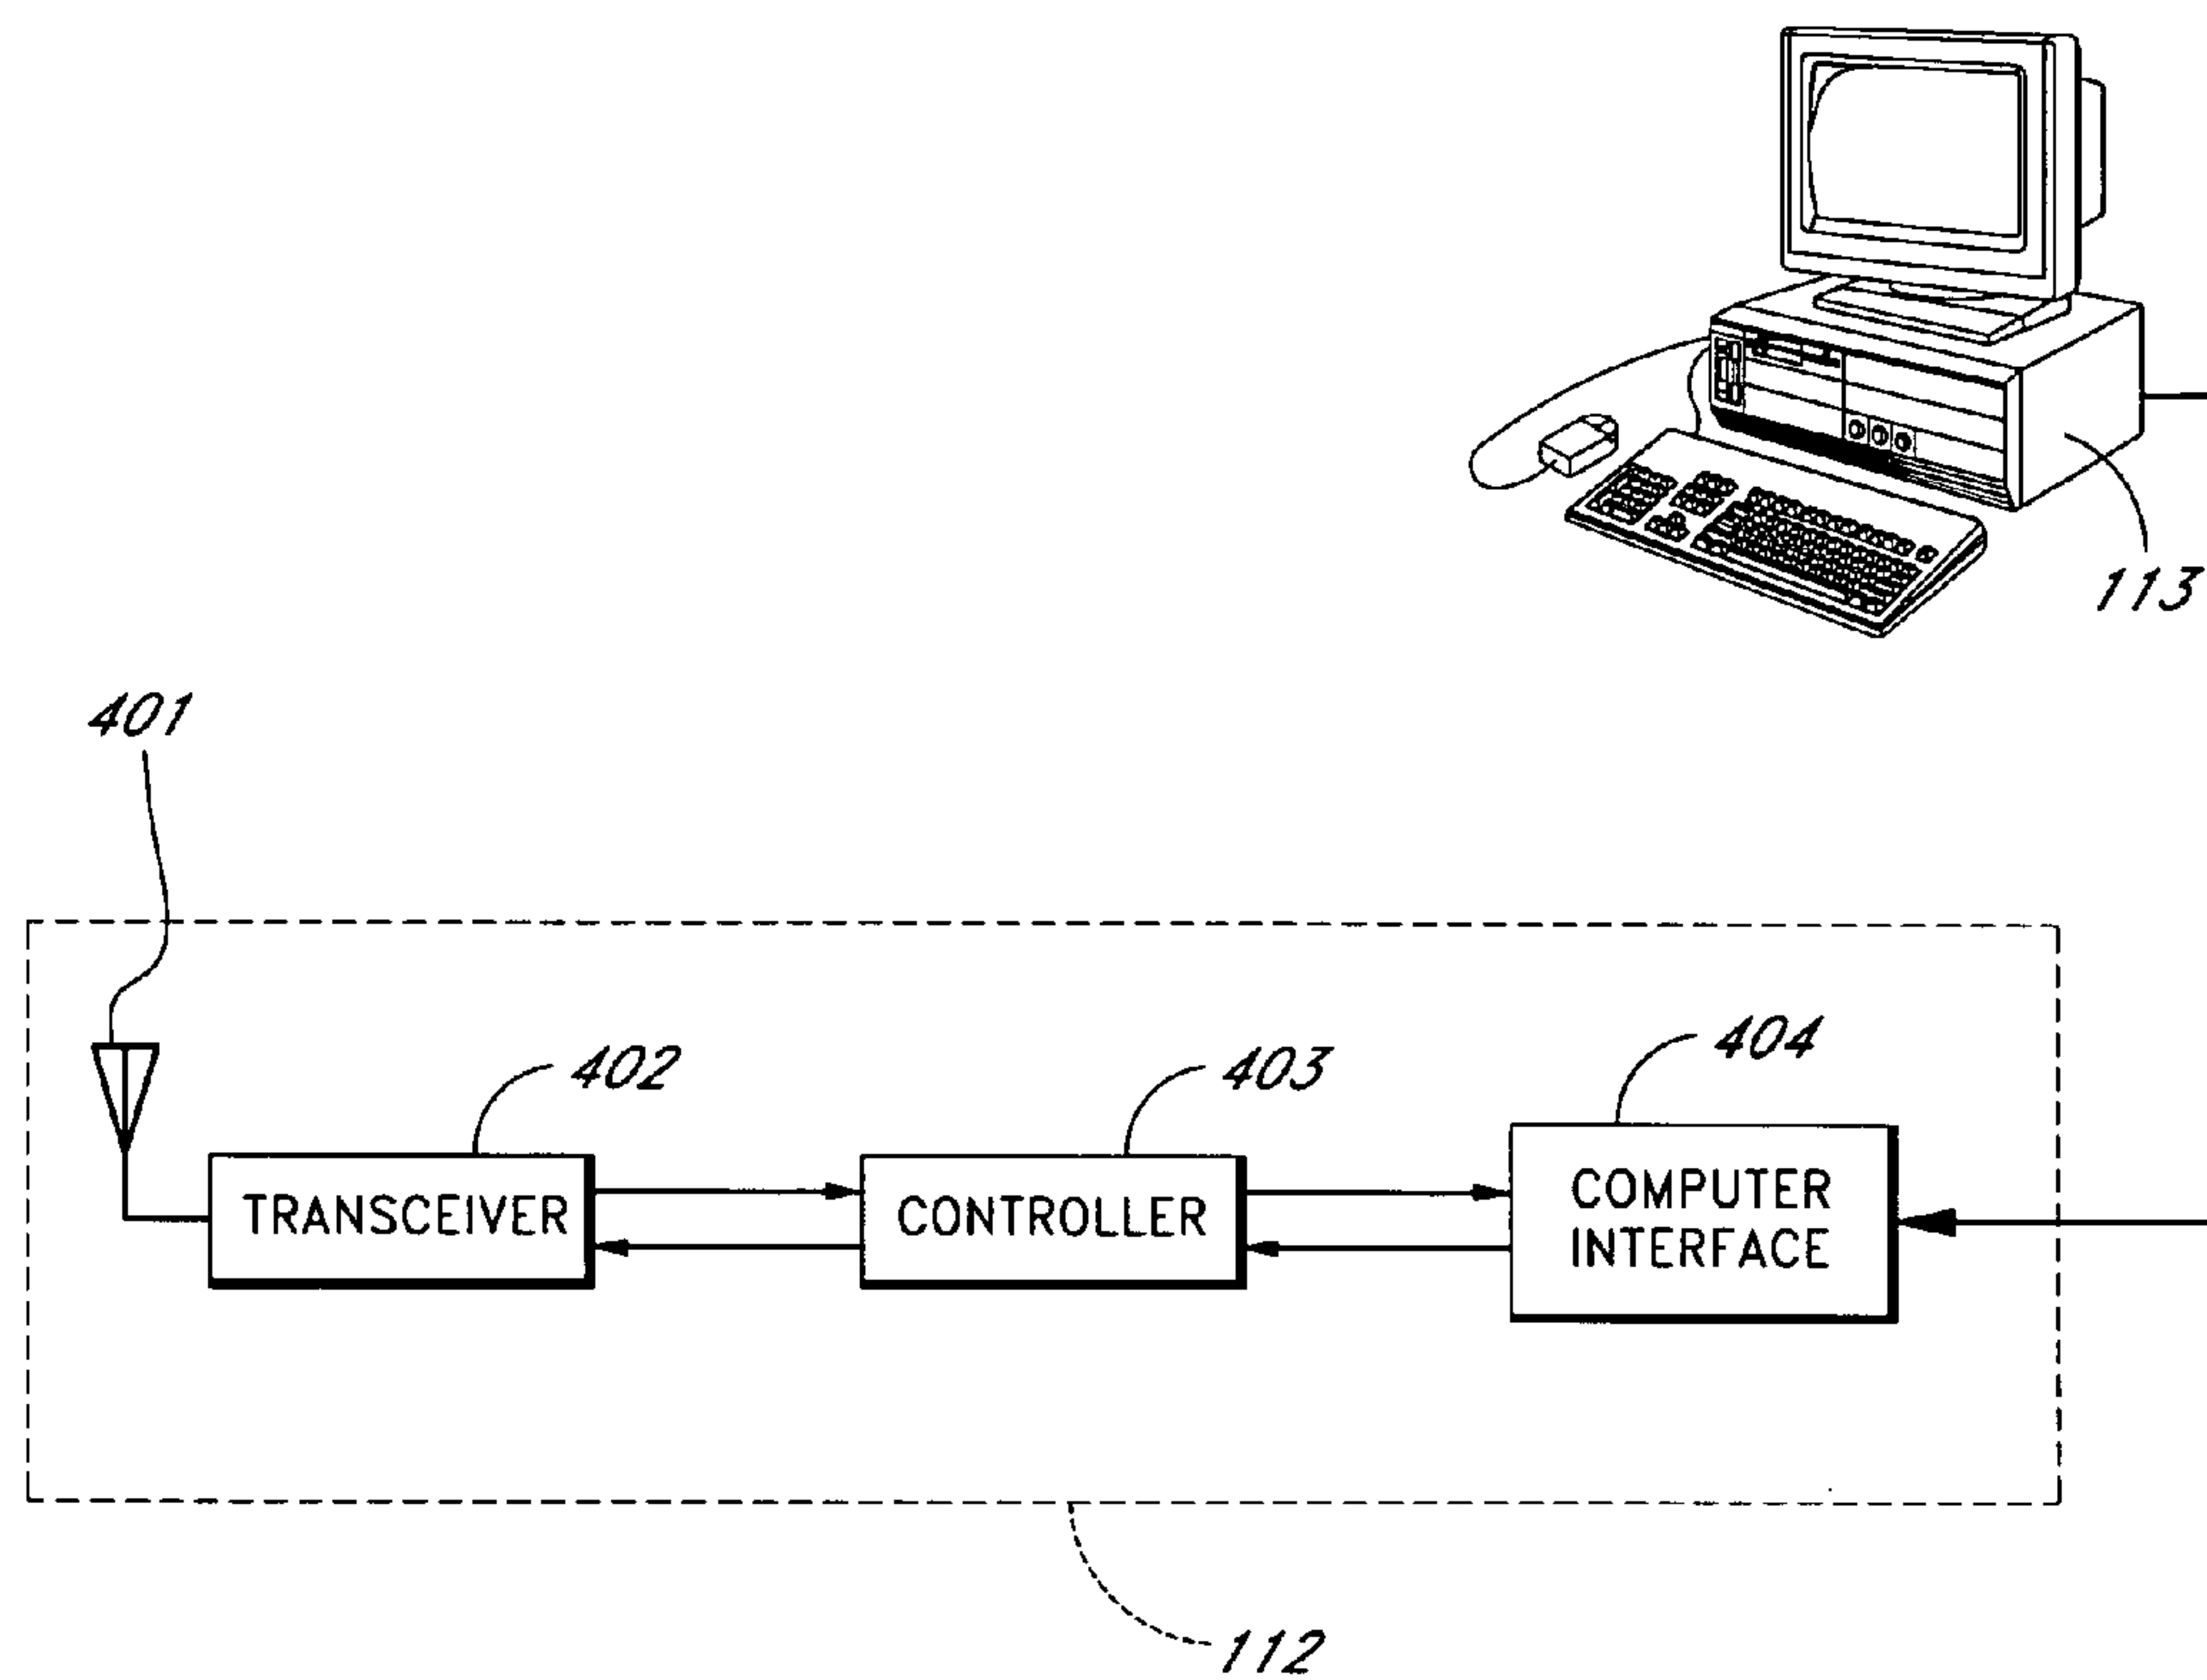 113
401
402
403
404
TRANSCEIVER
CONTROLLER
COMPUTER
INTERFACE
112